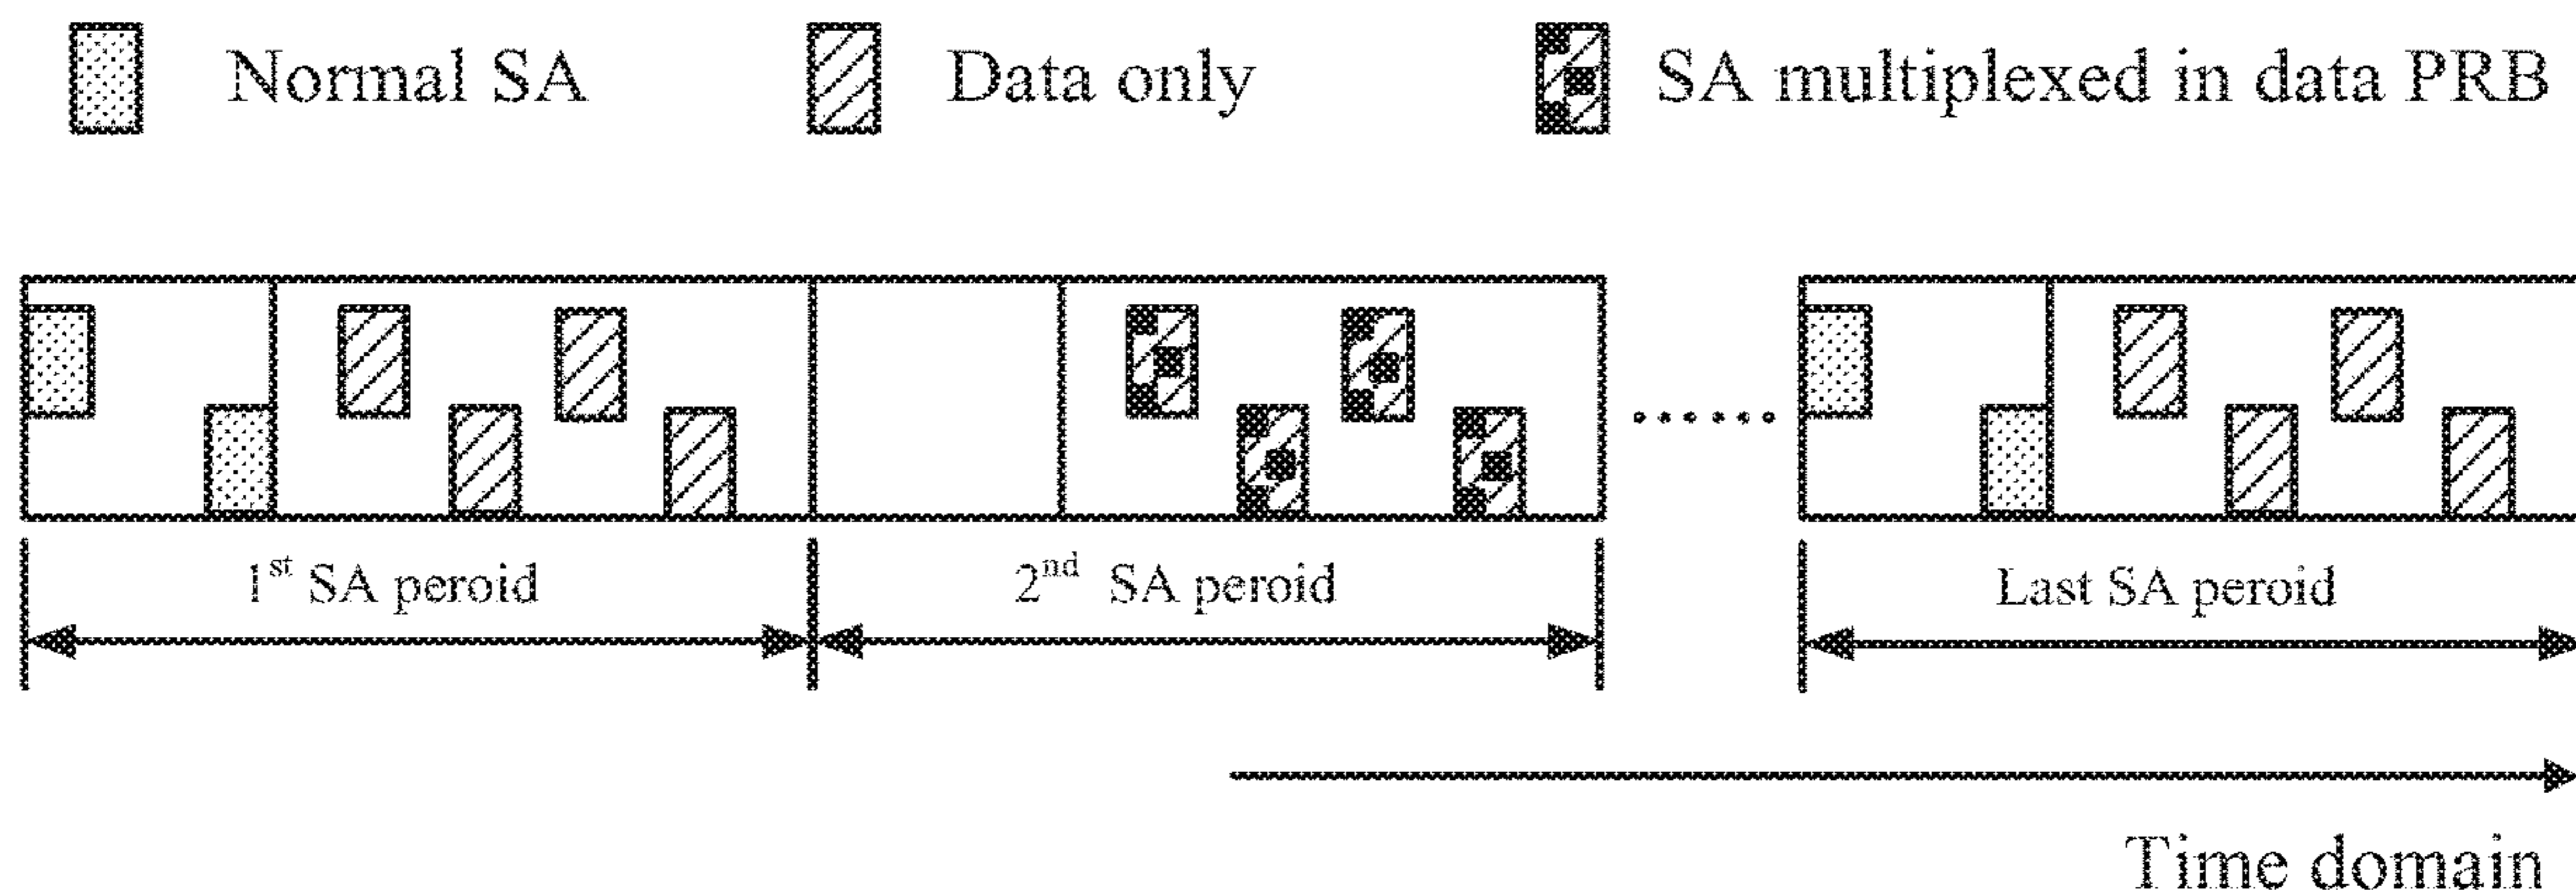 Normal SA Data only SA multiplexed in data PRB
1st SA peroid 2nd SA peroid Last SA peroid
Time domain